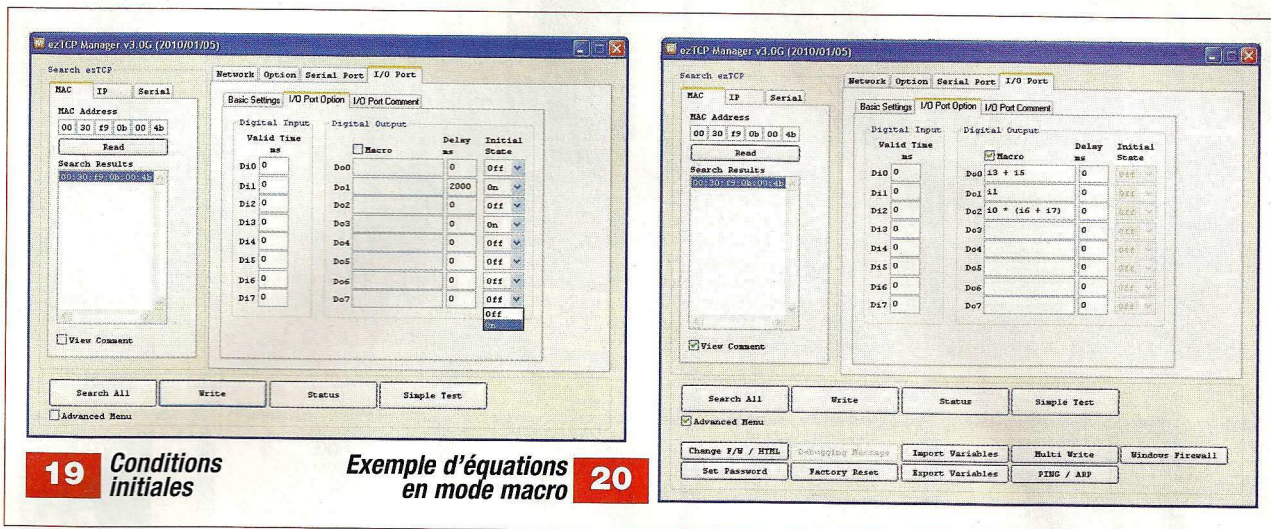 ezTCP Manager v3.0G (2010/01/05)
Search ezTCP
MAC IP Serial
MAC Address
00 30 f9 0b 00 4b
Read
Search Results
00:30:f9:0b:00:4b
View Comment
Network Option Serial Port I/O Port
Basic Settings I/O Port Option I/O Port Comment
Digital Input Digital Output
Valid Time ms Macro Delay ms Initial State
Di0 0 Do0 0 Off
Di1 0 Do1 2000 On
Di2 0 Do2 0 Off
Di3 0 Do3 0 On
Di4 0 Do4 0 Off
Di5 0 Do5 0 Off
Di6 0 Do6 0 Off
Di7 0 Do7 0 Off
Off
On
Search All Write Status Simple Test
Advanced Menu
19 Conditions initiales
Exemple d'équations en mode macro 20
ezTCP Manager v3.0G (2010/01/05)
Search ezTCP
MAC IP Serial
MAC Address
00 30 f9 0b 00 4b
Read
Search Results
00:30:f9:0b:00:4b
View Comment
Network Option Serial Port I/O Port
Basic Settings I/O Port Option I/O Port Comment
Digital Input Digital Output
Valid Time ms Macro Delay ms Initial State
Di0 0 Do0 i3 + i5 0 Off
Di1 0 Do1 i1 0 Off
Di2 0 Do2 i0 * (i6 + i7) 0 Off
Di3 0 Do3 0 Off
Di4 0 Do4 0 Off
Di5 0 Do5 0 Off
Di6 0 Do6 0 Off
Di7 0 Do7 0 Off
Search All Write Status Simple Test
Advanced Menu
Change F/W / HTML Debugging Message Import Variables Multi Write Windows Firewall
Set Password Factory Reset Export Variables PING / ARP